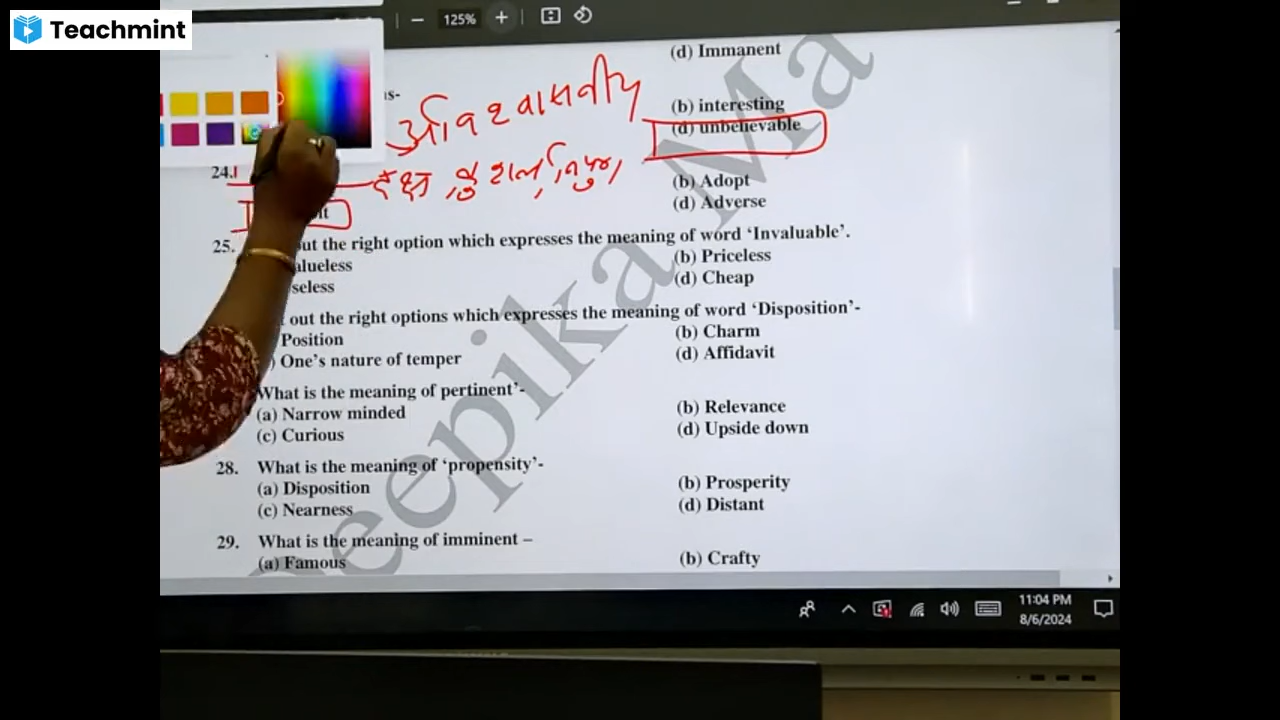 Teachmint
125%
(d) Immanent
is-
अविश्वासनीय
(b) interesting
(d) unbelievable
24.
दक्ष, कुशल, निपुण
(b) Adopt
(d) Adverse
25. out the right option which expresses the meaning of word ‘Invaluable’.
alueless (b) Priceless
seless (d) Cheap
out the right options which expresses the meaning of word ‘Disposition’-
Position (b) Charm
One’s nature of temper (d) Affidavit
What is the meaning of pertinent’-
(a) Narrow minded (b) Relevance
(c) Curious (d) Upside down
28. What is the meaning of ‘propensity’-
(a) Disposition (b) Prosperity
(c) Nearness (d) Distant
29. What is the meaning of imminent –
(a) Famous (b) Crafty
Deepika Ma
11:04 PM
8/6/2024